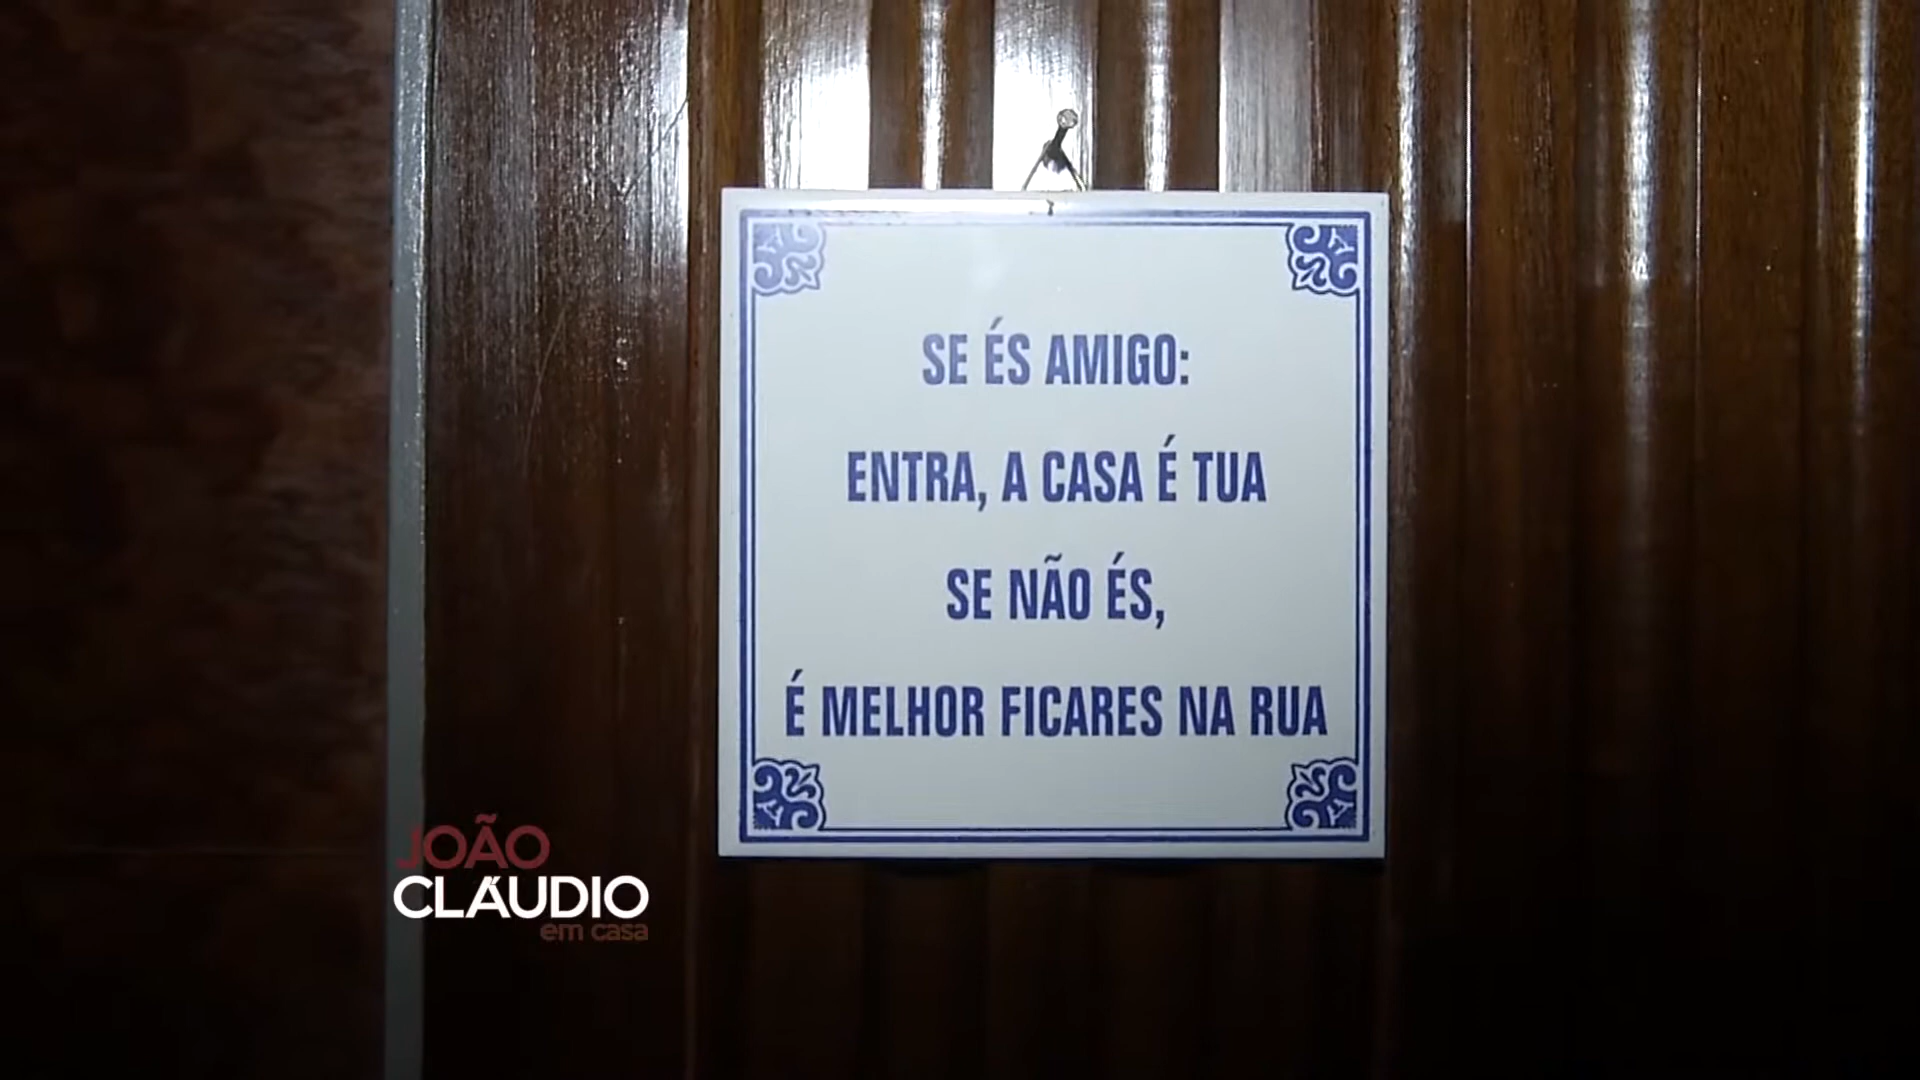 SE ÉS AMIGO:
ENTRA, A CASA É TUA
SE NÃO ÉS,
É MELHOR FICARES NA RUA
JOÃO
CLÁUDIO
em casa